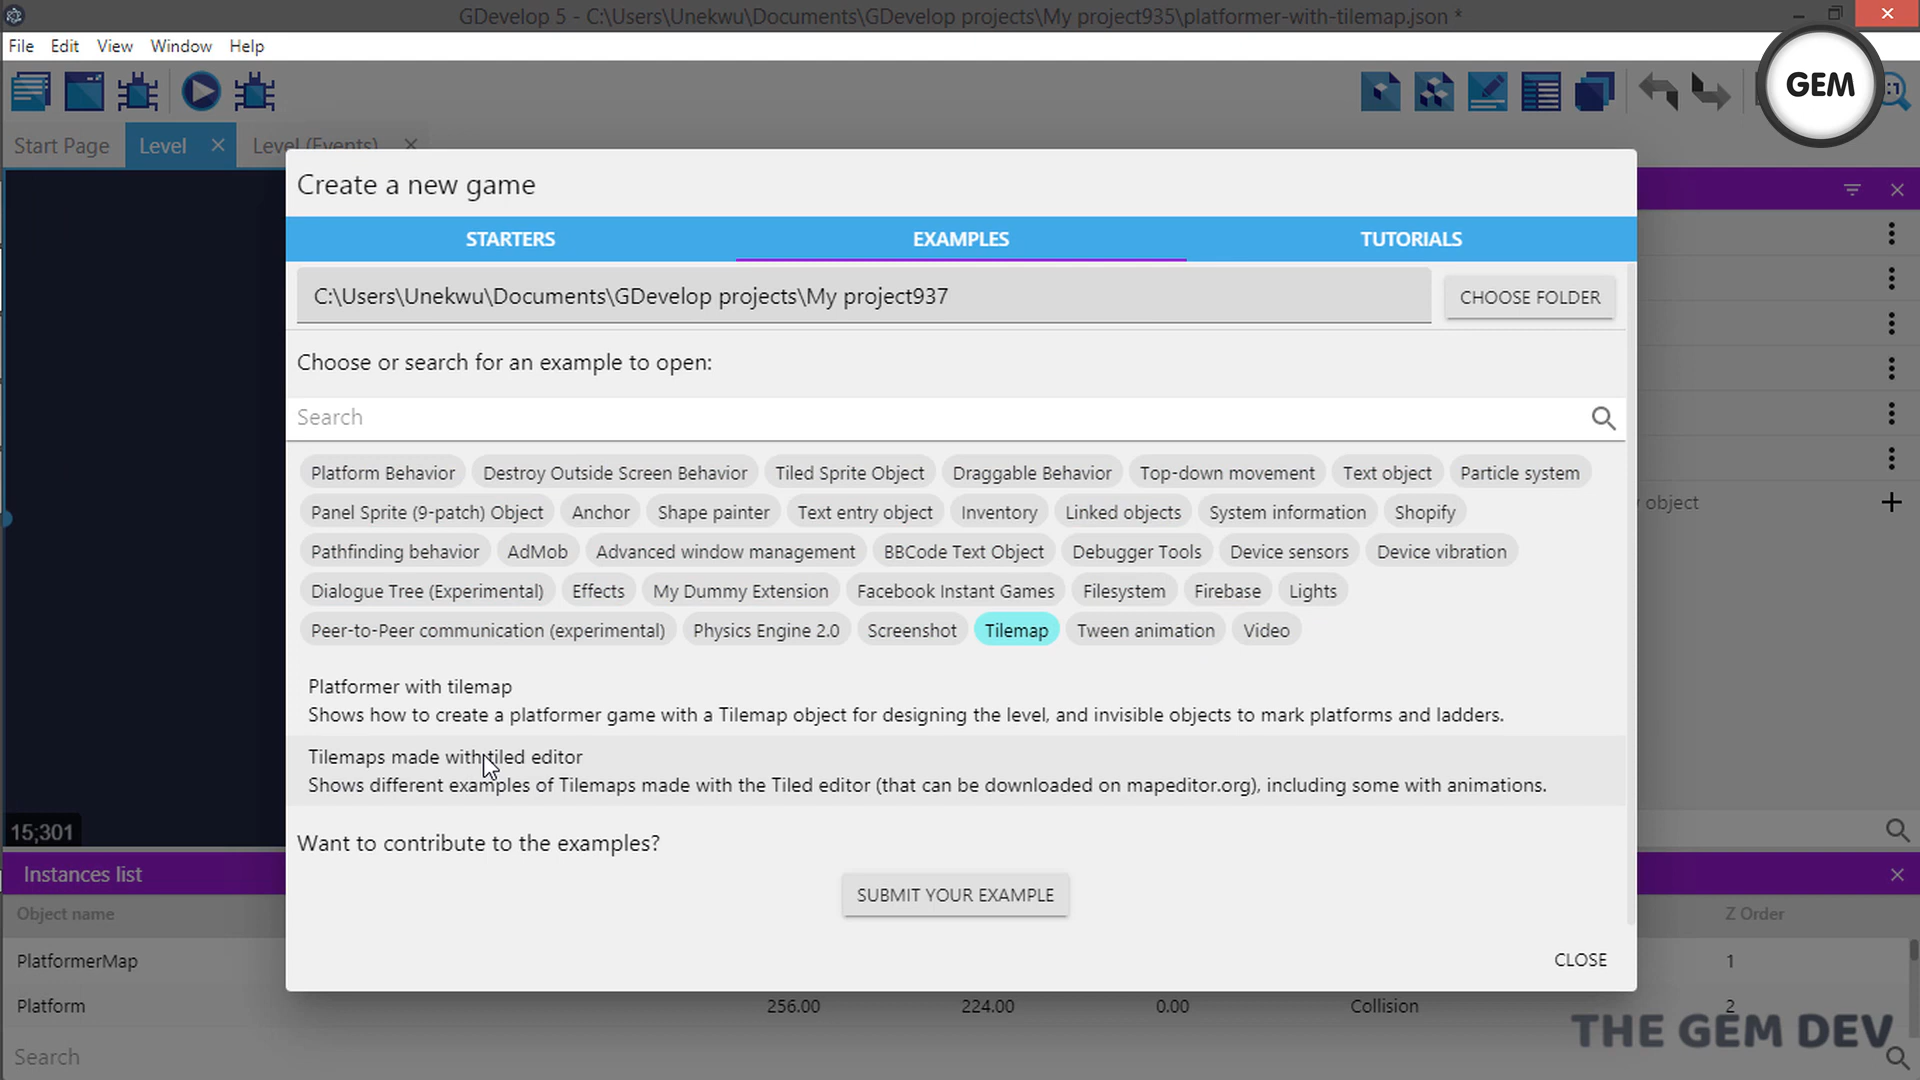 GDevelop 5 - C:\Users\Unekwu\Documents\GDevelop projects\My project935\platformer-with-tilemap.json *
File Edit View Window Help
GEM
Start Page Level Level (Events)
Create a new game
STARTERS EXAMPLES TUTORIALS
C:\Users\Unekwu\Documents\GDevelop projects\My project937 CHOOSE FOLDER
Choose or search for an example to open:
Search
Platform Behavior Destroy Outside Screen Behavior Tiled Sprite Object Draggable Behavior Top-down movement Text object Particle system
Panel Sprite (9-patch) Object Anchor Shape painter Text entry object Inventory Linked objects System information Shopify
object
Pathfinding behavior AdMob Advanced window management BBCode Text Object Debugger Tools Device sensors Device vibration
Dialogue Tree (Experimental) Effects My Dummy Extension Facebook Instant Games Filesystem Firebase Lights
Peer-to-Peer communication (experimental) Physics Engine 2.0 Screenshot Tilemap Tween animation Video
Platformer with tilemap
Shows how to create a platformer game with a Tilemap object for designing the level, and invisible objects to mark platforms and ladders.
Tilemaps made with tiled editor
Shows different examples of Tilemaps made with the Tiled editor (that can be downloaded on mapeditor.org), including some with animations.
15;301
Want to contribute to the examples?
SUBMIT YOUR EXAMPLE
CLOSE
Instances list
Object name Z Order
PlatformerMap 1
Platform 256.00 224.00 0.00 Collision 2
THE GEM DEV
Search